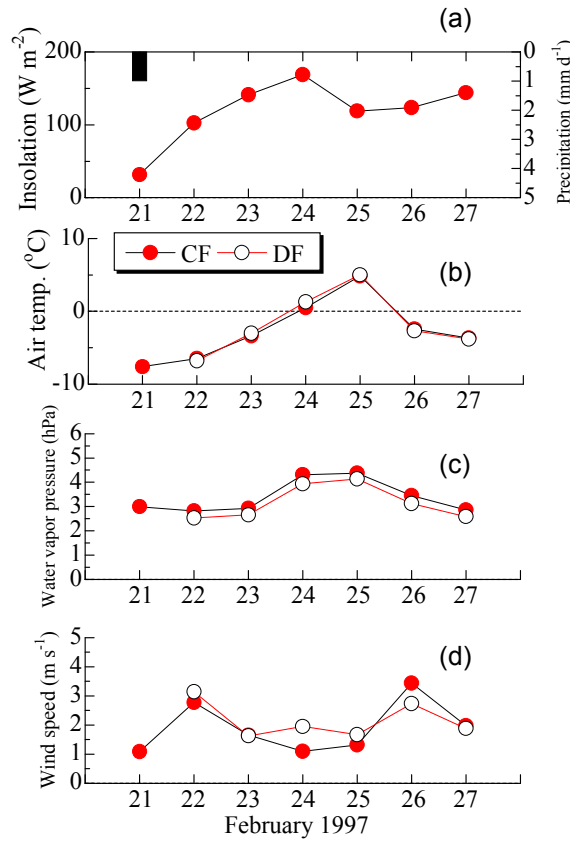 (a)
Insolation (W m-2)
200
100
0
0
1
2
3
4
5
Precipitation (mm d-1)
21 22 23 24 25 26 27
CF DF
(b)
Air temp. (oC)
10
0
-10
21 22 23 24 25 26 27
(c)
Water vapor pressure (hPa)
6
5
4
3
2
1
0
21 22 23 24 25 26 27
(d)
Wind speed (m s-1)
5
4
3
2
1
0
21 22 23 24 25 26 27
February 1997